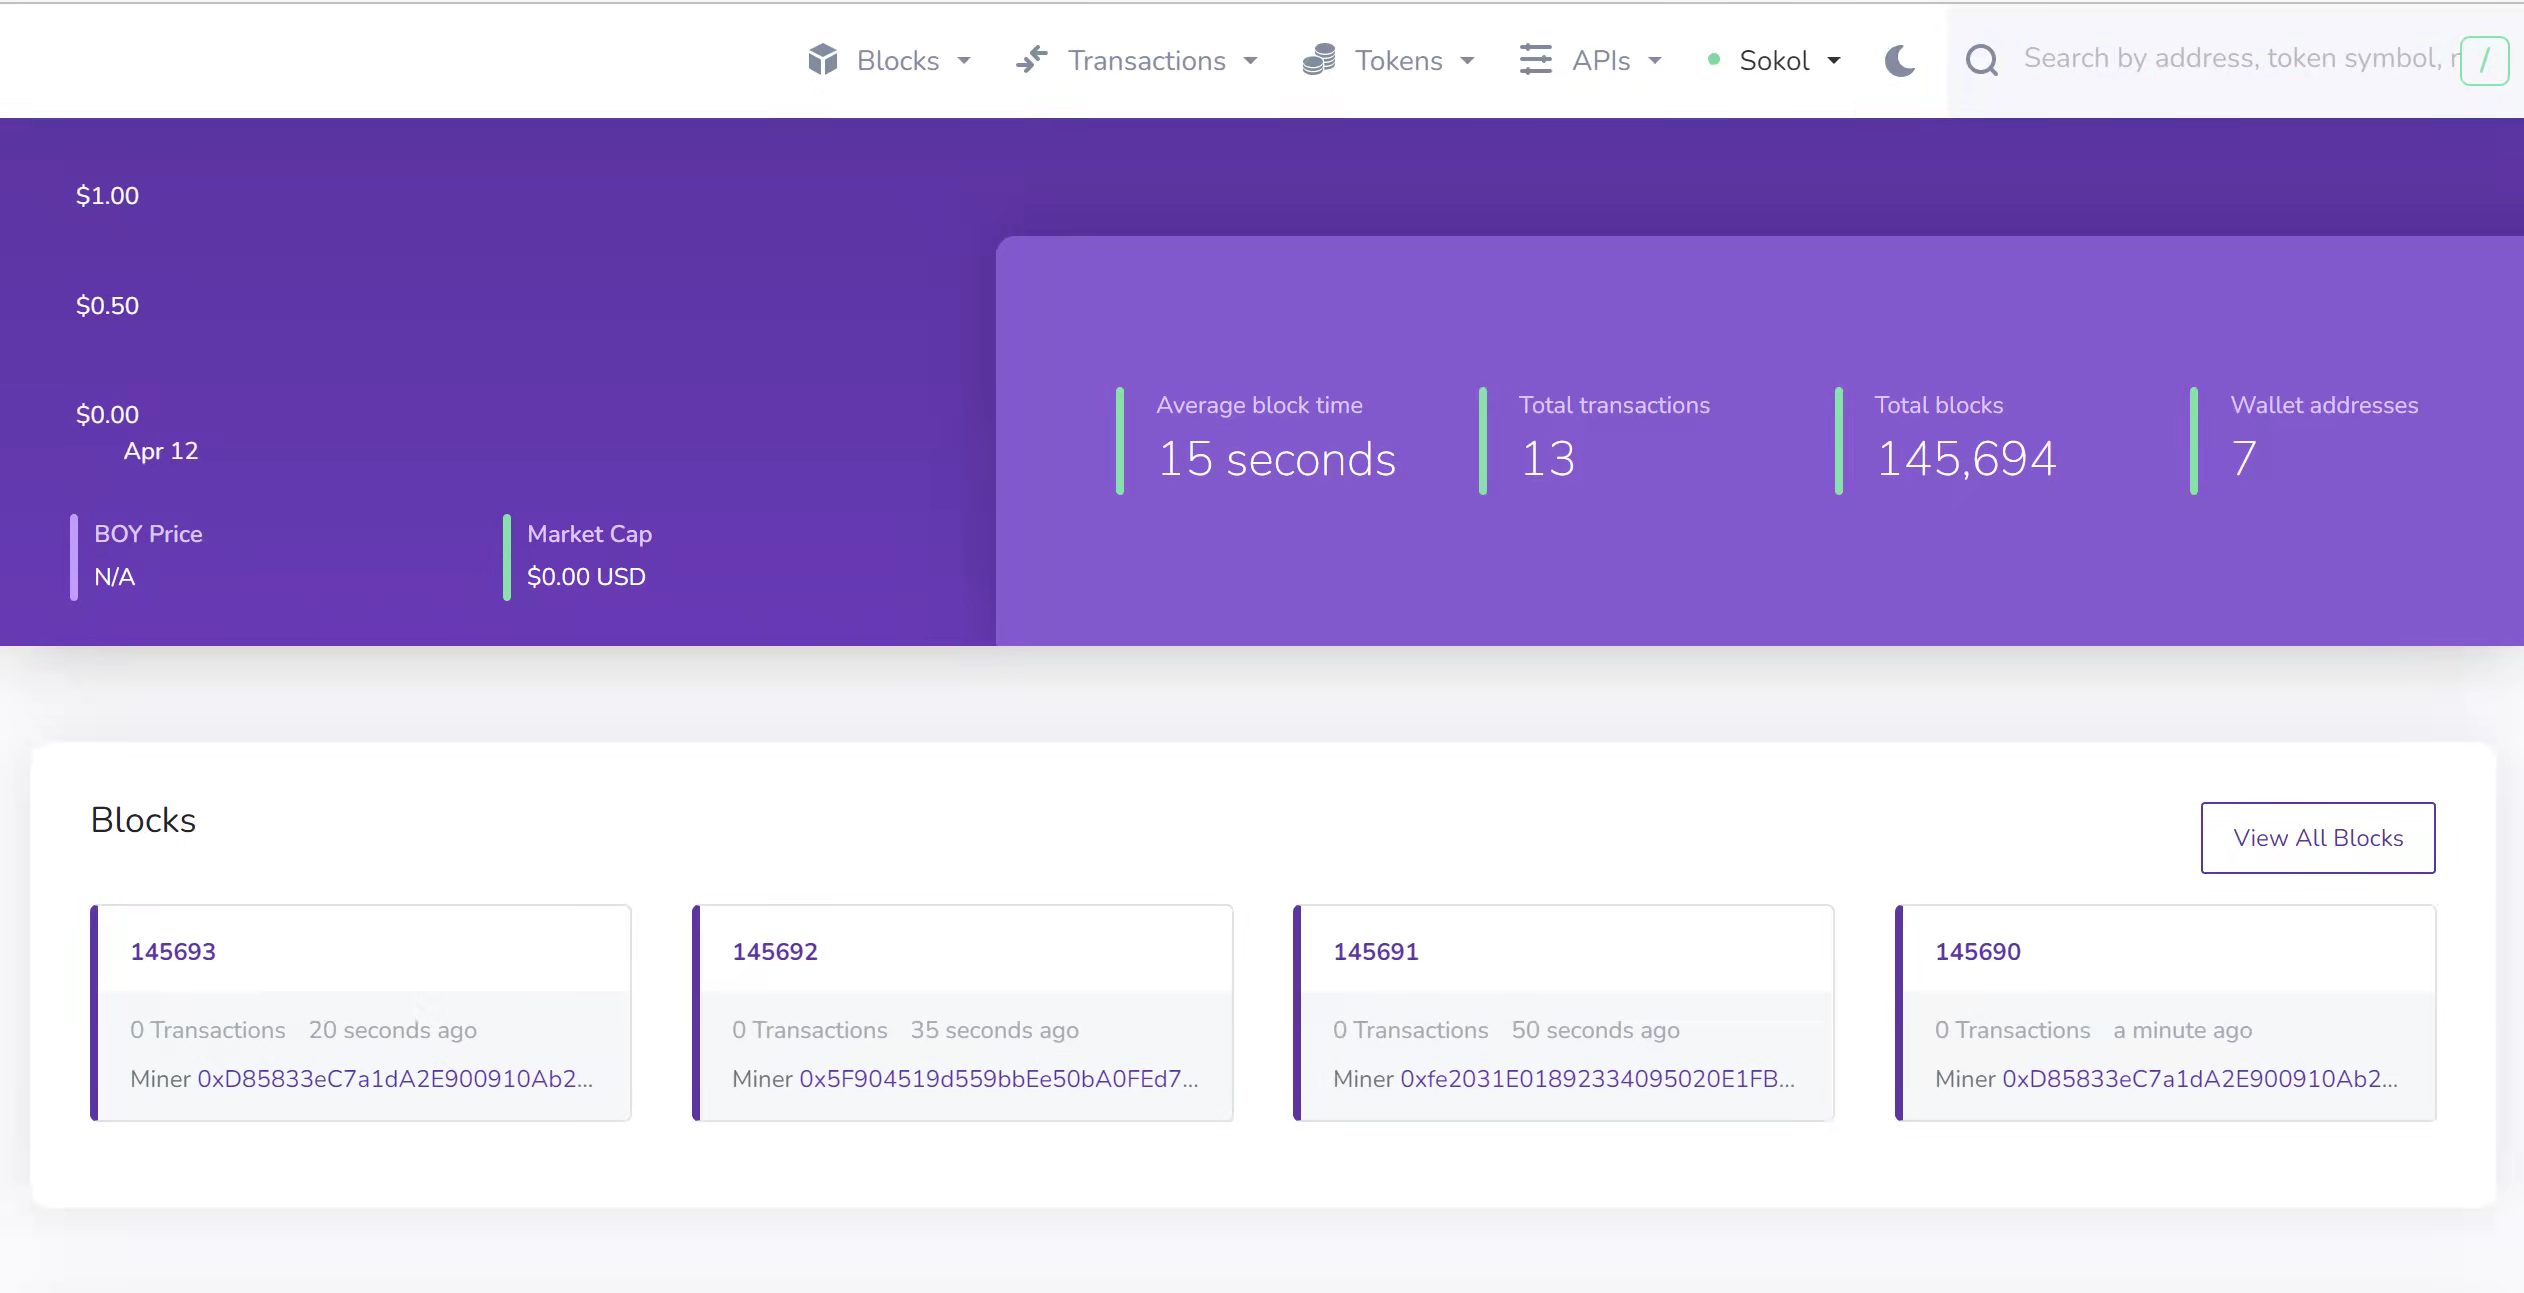 Blocks Transactions Tokens APIs Sokol Search by address, token symbol, /
$1.00
$0.50
$0.00
Apr 12
BOY Price
N/A
Market Cap
$0.00 USD
Average block time
15 seconds
Total transactions
13
Total blocks
145,694
Wallet addresses
7
Blocks
View All Blocks
145693
0 Transactions 20 seconds ago
Miner 0xD85833eC7a1dA2E900910Ab2...
145692
0 Transactions 35 seconds ago
Miner 0x5F904519d559bbEe50bA0FEd7...
145691
0 Transactions 50 seconds ago
Miner 0xfe2031E01892334095020E1FB...
145690
0 Transactions a minute ago
Miner 0xD85833eC7a1dA2E900910Ab2...